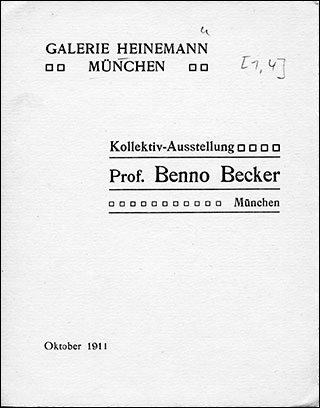 GALERIE HEINEMANN
□□ MÜNCHEN □□
[1, 4]
Kollektiv-Ausstellung □□□□
Prof. Benno Becker
□□□□□□□□□□□ München
Oktober 1911